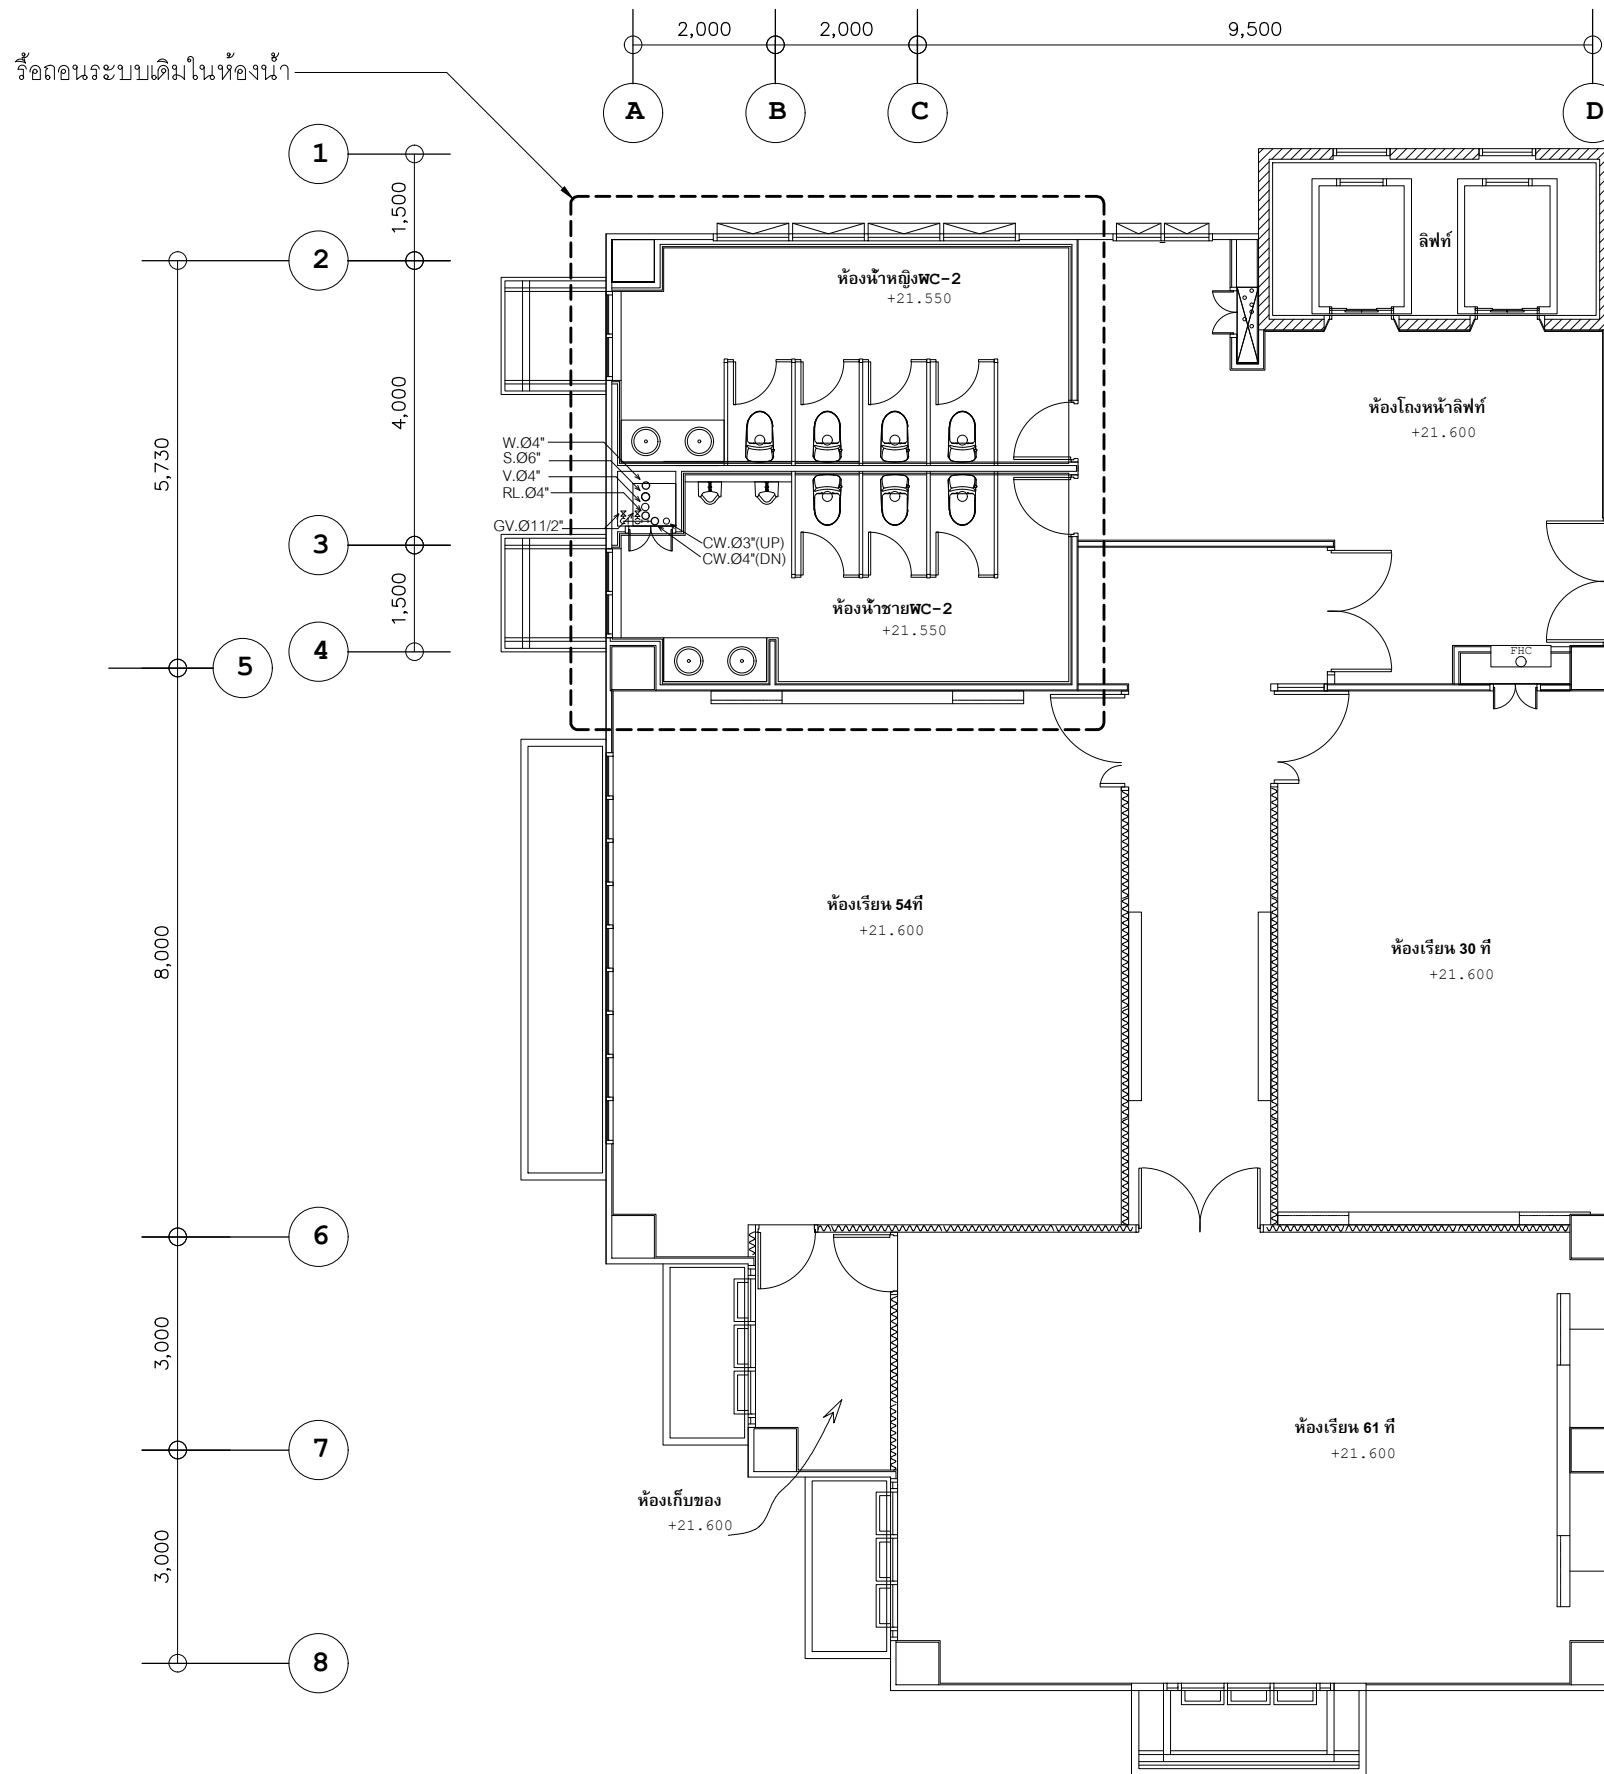 2,000
2,000
9,500
รื้อถอนระบบเดิมในห้องน้ำ
A
B
C
D
1
1,500
2
ลิฟท์
ห้องน้ำหญิงWC-2
+21.550
4,000
5,730
ห้องโถงหน้าลิฟท์
+21.600
W.Ø4"
S.Ø6"
V.Ø4"
RL.Ø4"
GV.Ø11/2"
CW.Ø3"(UP)
CW.Ø4"(DN)
3
1,500
ห้องน้ำชายWC-2
+21.550
4
5
FHC
ห้องเรียน 54ที่
+21.600
8,000
ห้องเรียน 30 ที่
+21.600
6
3,000
7
ห้องเรียน 61 ที่
+21.600
ห้องเก็บของ
+21.600
3,000
8